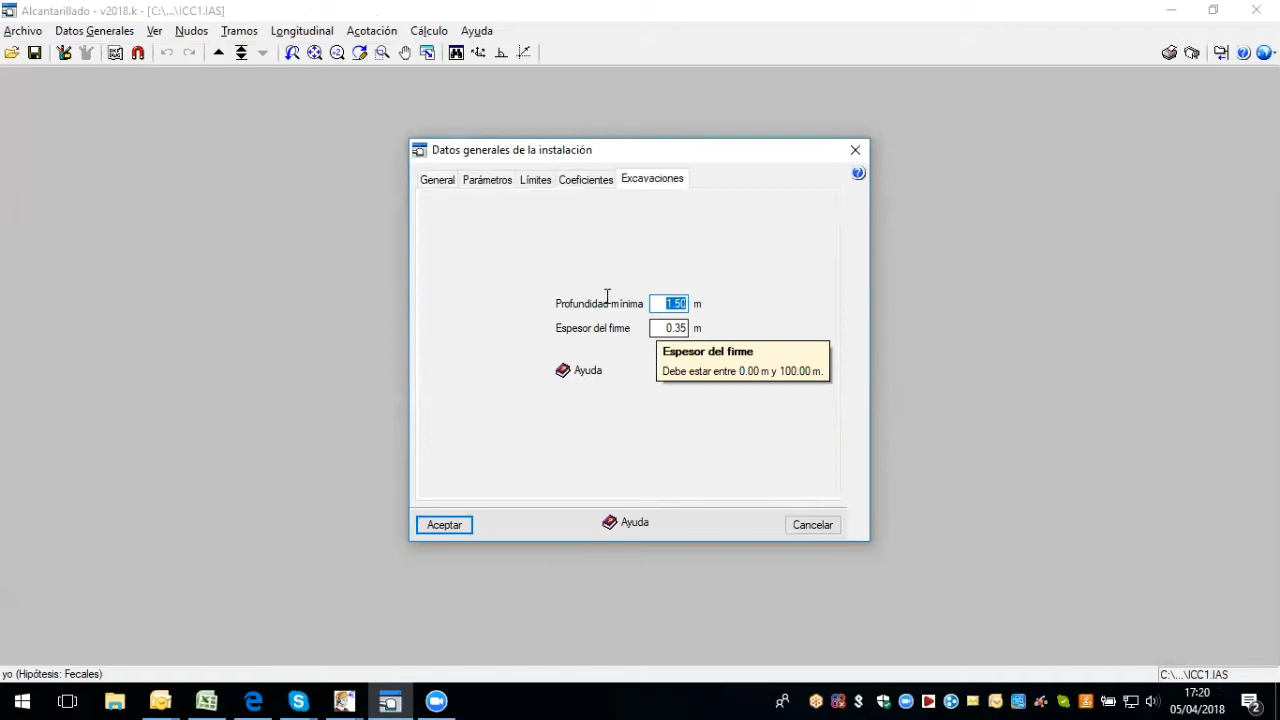 Alcantarillado - v2018.k - [C:\...\ICC1.IAS]
Archivo Datos Generales Ver Nudos Tramos Longitudinal Acotación Cálculo Ayuda
Datos generales de la instalación
General Parámetros Límites Coeficientes Excavaciones
Profundidad mínima 1.50 m
Espesor del firme 0.35 m
Espesor del firme
Debe estar entre 0.00 m y 100.00 m.
Ayuda
Aceptar Ayuda Cancelar
yo (Hipótesis: Fecales) C:\...\ICC1.IAS
17:20
05/04/2018
2